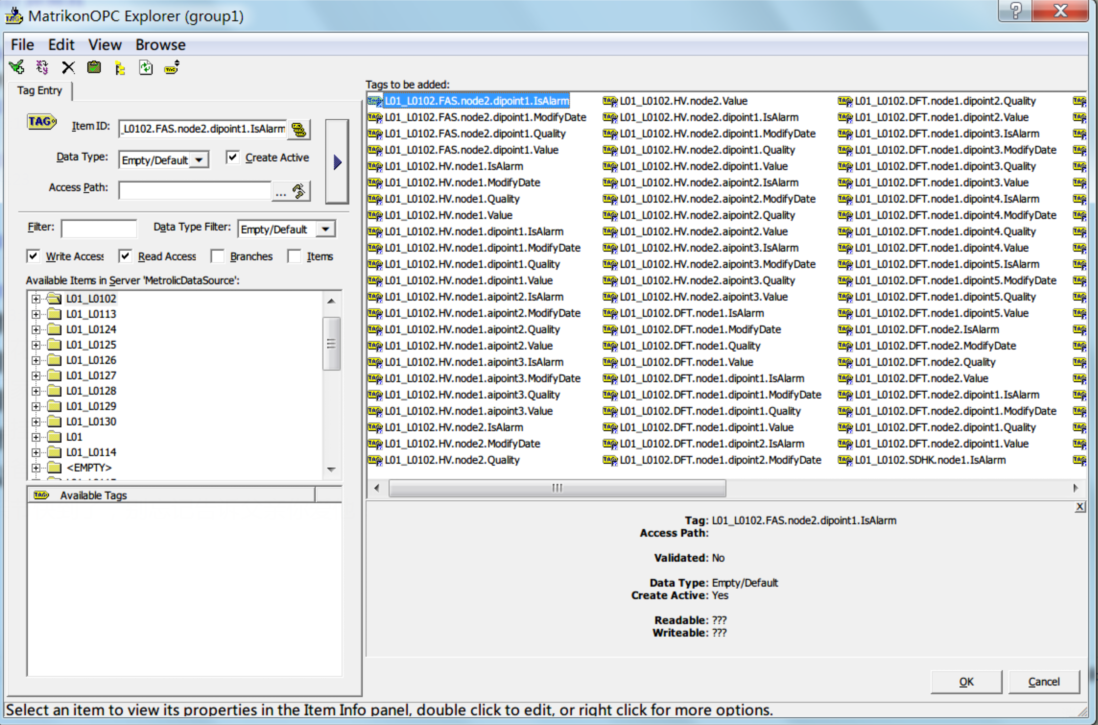 MatrikonOPC Explorer (group1)
File Edit View Browse
Tag Entry
TAG
Item ID: _L0102.FAS.node2.dipoint1.IsAlarm
Data Type: Empty/Default
Create Active
Access Path:
...
Filter:
Data Type Filter: Empty/Default
Write Access Read Access Branches Items
Available Items in Server 'MetrolicDataSource':
L01_L0102
L01_L0113
L01_L0124
L01_L0125
L01_L0126
L01_L0127
L01_L0128
L01_L0129
L01_L0130
L01
L01_L0114
<EMPTY>
Available Tags
Tags to be added:
L01_L0102.FAS.node2.dipoint1.IsAlarm
L01_L0102.FAS.node2.dipoint1.ModifyDate
L01_L0102.FAS.node2.dipoint1.Quality
L01_L0102.FAS.node2.dipoint1.Value
L01_L0102.HV.node1.IsAlarm
L01_L0102.HV.node1.ModifyDate
L01_L0102.HV.node1.Quality
L01_L0102.HV.node1.Value
L01_L0102.HV.node1.dipoint1.IsAlarm
L01_L0102.HV.node1.dipoint1.ModifyDate
L01_L0102.HV.node1.dipoint1.Quality
L01_L0102.HV.node1.dipoint1.Value
L01_L0102.HV.node1.aipoint2.IsAlarm
L01_L0102.HV.node1.aipoint2.ModifyDate
L01_L0102.HV.node1.aipoint2.Quality
L01_L0102.HV.node1.aipoint2.Value
L01_L0102.HV.node1.aipoint3.IsAlarm
L01_L0102.HV.node1.aipoint3.ModifyDate
L01_L0102.HV.node1.aipoint3.Quality
L01_L0102.HV.node1.aipoint3.Value
L01_L0102.HV.node2.IsAlarm
L01_L0102.HV.node2.ModifyDate
L01_L0102.HV.node2.Quality
L01_L0102.HV.node2.Value
L01_L0102.HV.node2.dipoint1.IsAlarm
L01_L0102.HV.node2.dipoint1.ModifyDate
L01_L0102.HV.node2.dipoint1.Quality
L01_L0102.HV.node2.dipoint1.Value
L01_L0102.HV.node2.aipoint2.IsAlarm
L01_L0102.HV.node2.aipoint2.ModifyDate
L01_L0102.HV.node2.aipoint2.Quality
L01_L0102.HV.node2.aipoint2.Value
L01_L0102.HV.node2.aipoint3.IsAlarm
L01_L0102.HV.node2.aipoint3.ModifyDate
L01_L0102.HV.node2.aipoint3.Quality
L01_L0102.HV.node2.aipoint3.Value
L01_L0102.DFT.node1.IsAlarm
L01_L0102.DFT.node1.ModifyDate
L01_L0102.DFT.node1.Quality
L01_L0102.DFT.node1.Value
L01_L0102.DFT.node1.dipoint1.IsAlarm
L01_L0102.DFT.node1.dipoint1.ModifyDate
L01_L0102.DFT.node1.dipoint1.Quality
L01_L0102.DFT.node1.dipoint1.Value
L01_L0102.DFT.node1.dipoint2.IsAlarm
L01_L0102.DFT.node1.dipoint2.ModifyDate
L01_L0102.DFT.node1.dipoint2.Quality
L01_L0102.DFT.node1.dipoint2.Value
L01_L0102.DFT.node1.dipoint3.IsAlarm
L01_L0102.DFT.node1.dipoint3.ModifyDate
L01_L0102.DFT.node1.dipoint3.Quality
L01_L0102.DFT.node1.dipoint3.Value
L01_L0102.DFT.node1.dipoint4.IsAlarm
L01_L0102.DFT.node1.dipoint4.ModifyDate
L01_L0102.DFT.node1.dipoint4.Quality
L01_L0102.DFT.node1.dipoint4.Value
L01_L0102.DFT.node1.dipoint5.IsAlarm
L01_L0102.DFT.node1.dipoint5.ModifyDate
L01_L0102.DFT.node1.dipoint5.Quality
L01_L0102.DFT.node1.dipoint5.Value
L01_L0102.DFT.node2.IsAlarm
L01_L0102.DFT.node2.ModifyDate
L01_L0102.DFT.node2.Quality
L01_L0102.DFT.node2.Value
L01_L0102.DFT.node2.dipoint1.IsAlarm
L01_L0102.DFT.node2.dipoint1.ModifyDate
L01_L0102.DFT.node2.dipoint1.Quality
L01_L0102.DFT.node2.dipoint1.Value
L01_L0102.SDHK.node1.IsAlarm
Tag: L01_L0102.FAS.node2.dipoint1.IsAlarm
Access Path:
Validated: No
Data Type: Empty/Default
Create Active: Yes
Readable: ???
Writeable: ???
OK Cancel
Select an item to view its properties in the Item Info panel, double click to edit, or right click for more options.